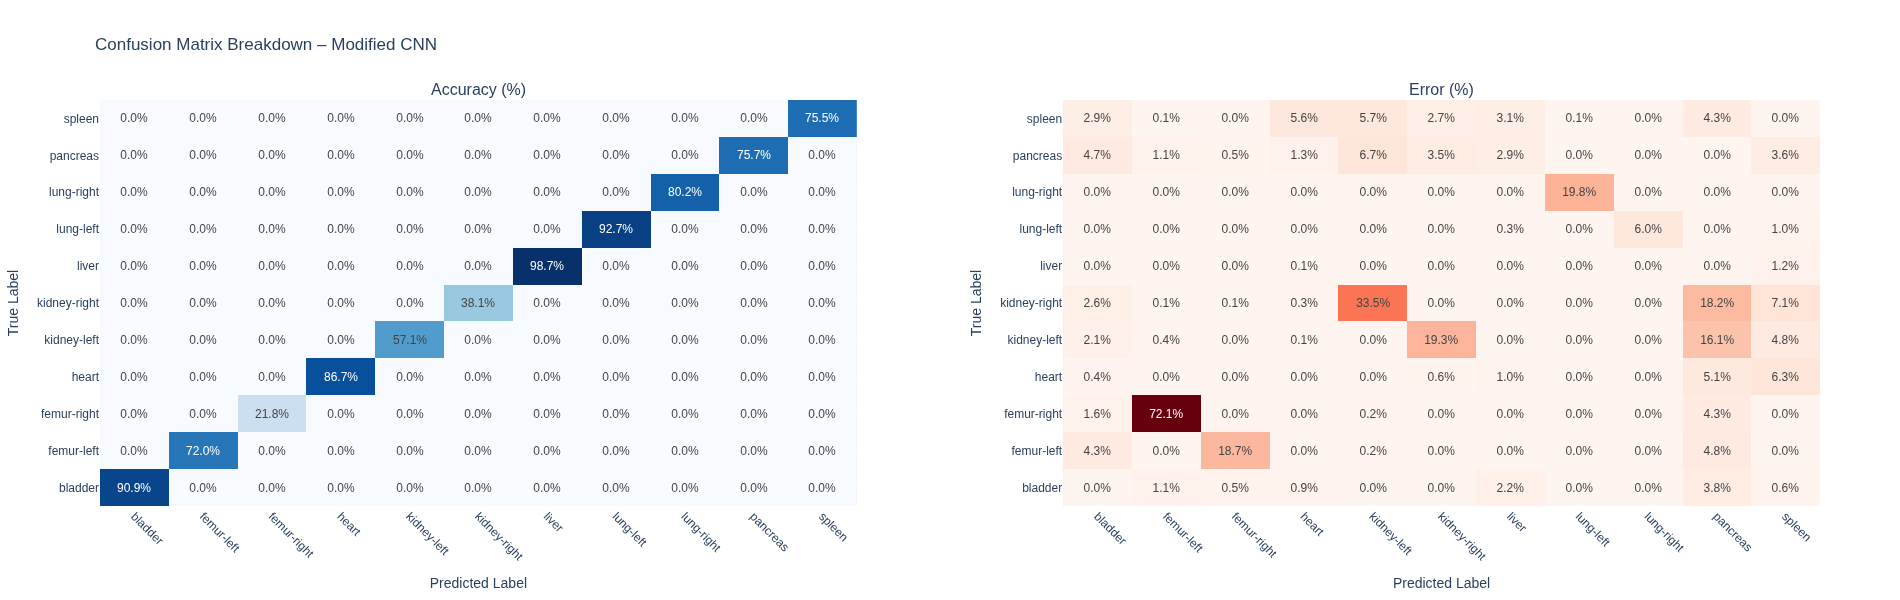 Confusion Matrix Breakdown – Modified CNN
Accuracy (%)
True Label
spleen 0.0% 0.0% 0.0% 0.0% 0.0% 0.0% 0.0% 0.0% 0.0% 0.0% 75.5%
pancreas 0.0% 0.0% 0.0% 0.0% 0.0% 0.0% 0.0% 0.0% 0.0% 75.7% 0.0%
lung-right 0.0% 0.0% 0.0% 0.0% 0.0% 0.0% 0.0% 0.0% 80.2% 0.0% 0.0%
lung-left 0.0% 0.0% 0.0% 0.0% 0.0% 0.0% 0.0% 92.7% 0.0% 0.0% 0.0%
liver 0.0% 0.0% 0.0% 0.0% 0.0% 0.0% 98.7% 0.0% 0.0% 0.0% 0.0%
kidney-right 0.0% 0.0% 0.0% 0.0% 0.0% 38.1% 0.0% 0.0% 0.0% 0.0% 0.0%
kidney-left 0.0% 0.0% 0.0% 0.0% 57.1% 0.0% 0.0% 0.0% 0.0% 0.0% 0.0%
heart 0.0% 0.0% 0.0% 86.7% 0.0% 0.0% 0.0% 0.0% 0.0% 0.0% 0.0%
femur-right 0.0% 0.0% 21.8% 0.0% 0.0% 0.0% 0.0% 0.0% 0.0% 0.0% 0.0%
femur-left 0.0% 72.0% 0.0% 0.0% 0.0% 0.0% 0.0% 0.0% 0.0% 0.0% 0.0%
bladder 90.9% 0.0% 0.0% 0.0% 0.0% 0.0% 0.0% 0.0% 0.0% 0.0% 0.0%
bladder femur-left femur-right heart kidney-left kidney-right liver lung-left lung-right pancreas spleen
Predicted Label
Error (%)
True Label
spleen 2.9% 0.1% 0.0% 5.6% 5.7% 2.7% 3.1% 0.1% 0.0% 4.3% 0.0%
pancreas 4.7% 1.1% 0.5% 1.3% 6.7% 3.5% 2.9% 0.0% 0.0% 0.0% 3.6%
lung-right 0.0% 0.0% 0.0% 0.0% 0.0% 0.0% 0.0% 19.8% 0.0% 0.0% 0.0%
lung-left 0.0% 0.0% 0.0% 0.0% 0.0% 0.0% 0.3% 0.0% 6.0% 0.0% 1.0%
liver 0.0% 0.0% 0.0% 0.1% 0.0% 0.0% 0.0% 0.0% 0.0% 0.0% 1.2%
kidney-right 2.6% 0.1% 0.1% 0.3% 33.5% 0.0% 0.0% 0.0% 0.0% 18.2% 7.1%
kidney-left 2.1% 0.4% 0.0% 0.1% 0.0% 19.3% 0.0% 0.0% 0.0% 16.1% 4.8%
heart 0.4% 0.0% 0.0% 0.0% 0.0% 0.6% 1.0% 0.0% 0.0% 5.1% 6.3%
femur-right 1.6% 72.1% 0.0% 0.0% 0.2% 0.0% 0.0% 0.0% 0.0% 4.3% 0.0%
femur-left 4.3% 0.0% 18.7% 0.0% 0.2% 0.0% 0.0% 0.0% 0.0% 4.8% 0.0%
bladder 0.0% 1.1% 0.5% 0.9% 0.0% 0.0% 2.2% 0.0% 0.0% 3.8% 0.6%
bladder femur-left femur-right heart kidney-left kidney-right liver lung-left lung-right pancreas spleen
Predicted Label